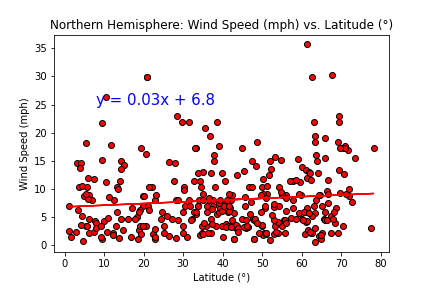 Northern Hemisphere: Wind Speed (mph) vs. Latitude (°)
35
30
25
20
15
10
5
0
Wind Speed (mph)
y = 0.03x + 6.8
0 10 20 30 40 50 60 70 80
Latitude (°)